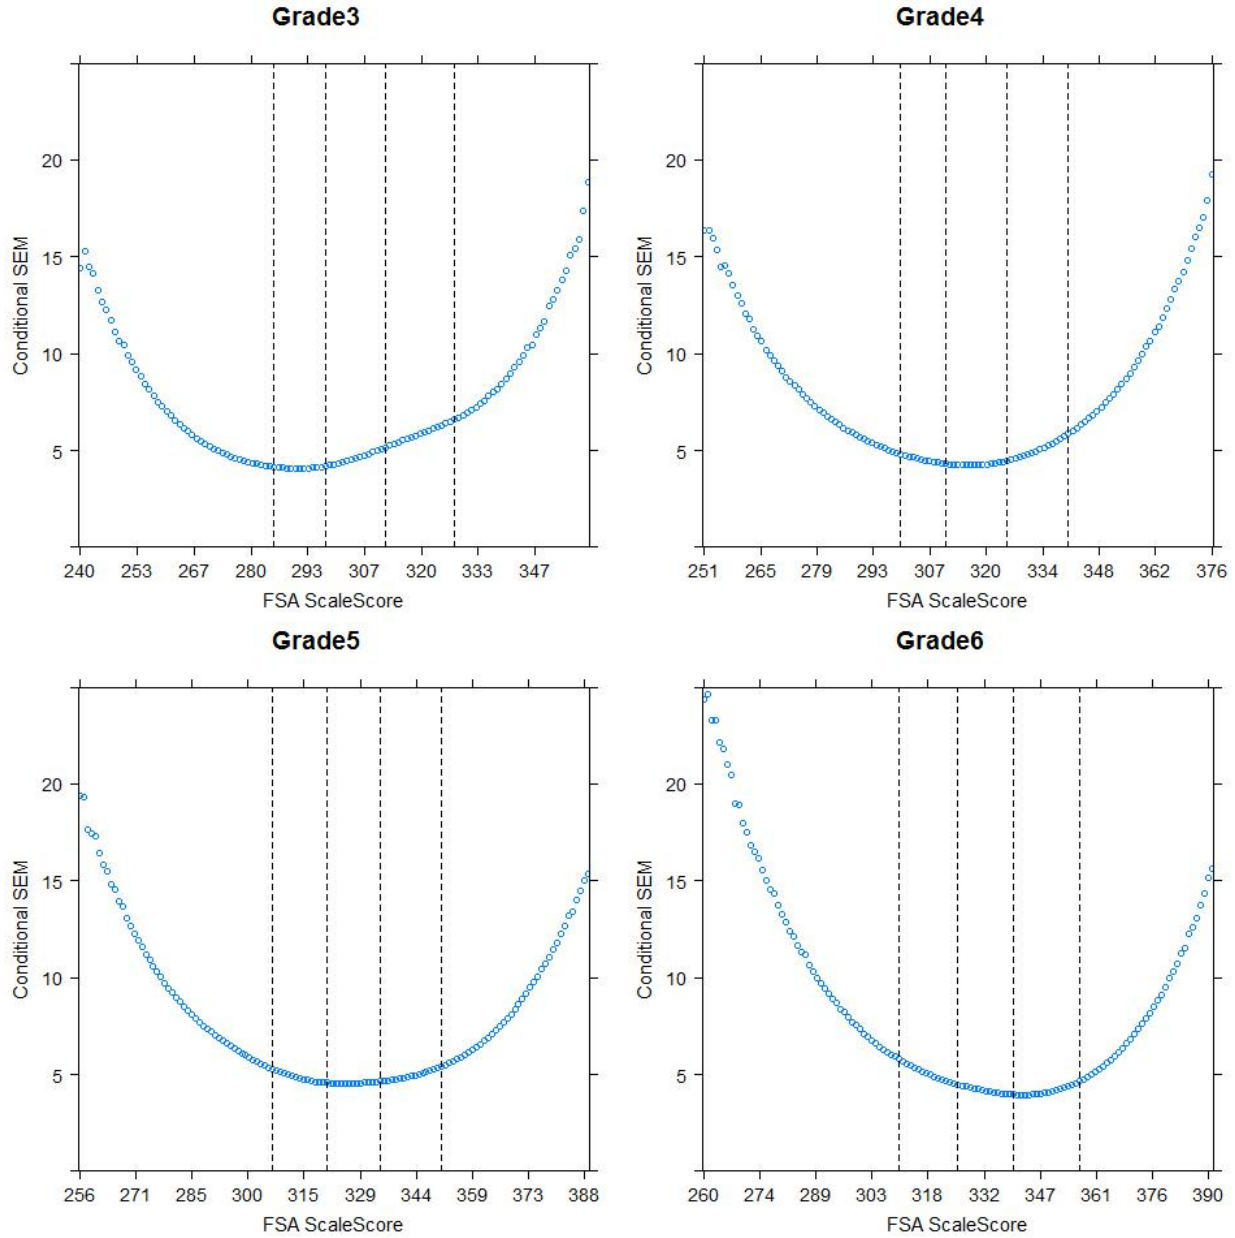 Grade3
Conditional SEM
20
15
10
5
240 253 267 280 293 307 320 333 347
FSA ScaleScore
Grade4
Conditional SEM
20
15
10
5
251 265 279 293 307 320 334 348 362 376
FSA ScaleScore
Grade5
Conditional SEM
20
15
10
5
256 271 285 300 315 329 344 359 373 388
FSA ScaleScore
Grade6
Conditional SEM
20
15
10
5
260 274 289 303 318 332 347 361 376 390
FSA ScaleScore